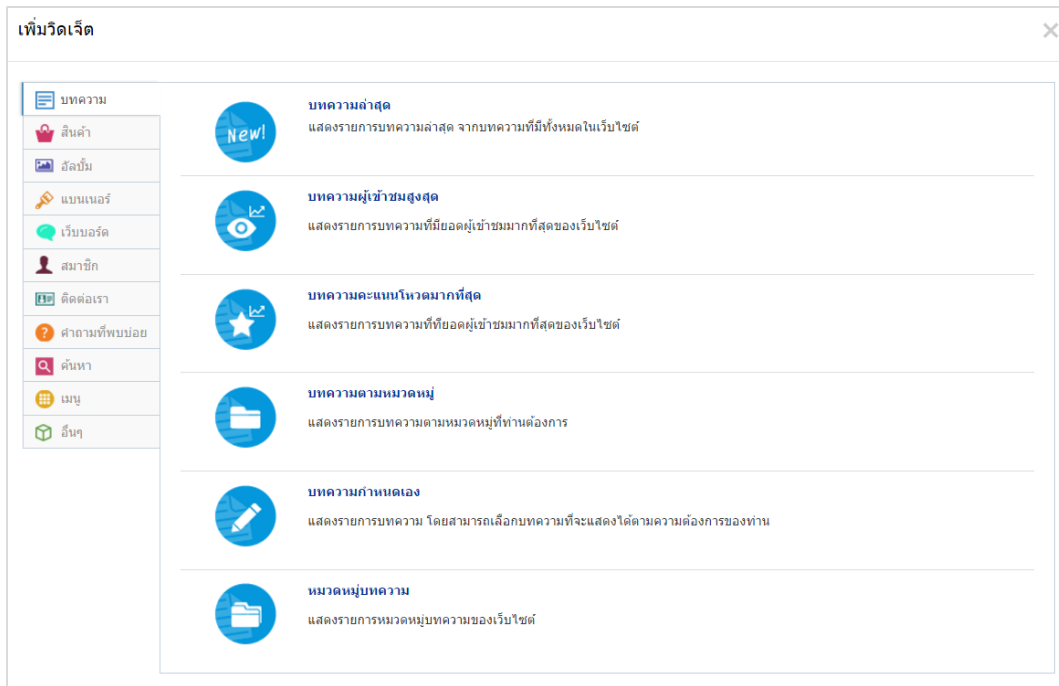 เพิ่มวิดเจ็ต
บทความ
สินค้า
อัลบั้ม
แบนเนอร์
เว็บบอร์ด
สมาชิก
ติดต่อเรา
คำถามที่พบบ่อย
ค้นหา
เมนู
อื่นๆ
New!
บทความล่าสุด
แสดงรายการบทความล่าสุด จากบทความที่มีทั้งหมดในเว็บไซต์
บทความผู้เข้าชมสูงสุด
แสดงรายการบทความที่มียอดผู้เข้าชมมากที่สุดของเว็บไซต์
บทความคะแนนโหวตมากที่สุด
แสดงรายการบทความที่ทียอดผู้เข้าชมมากที่สุดของเว็บไซต์
บทความตามหมวดหมู่
แสดงรายการบทความตามหมวดหมู่ที่ท่านต้องการ
บทความกำหนดเอง
แสดงรายการบทความ โดยสามารถเลือกบทความที่จะแสดงได้ตามความต้องการของท่าน
หมวดหมู่บทความ
แสดงรายการหมวดหมู่บทความของเว็บไซต์